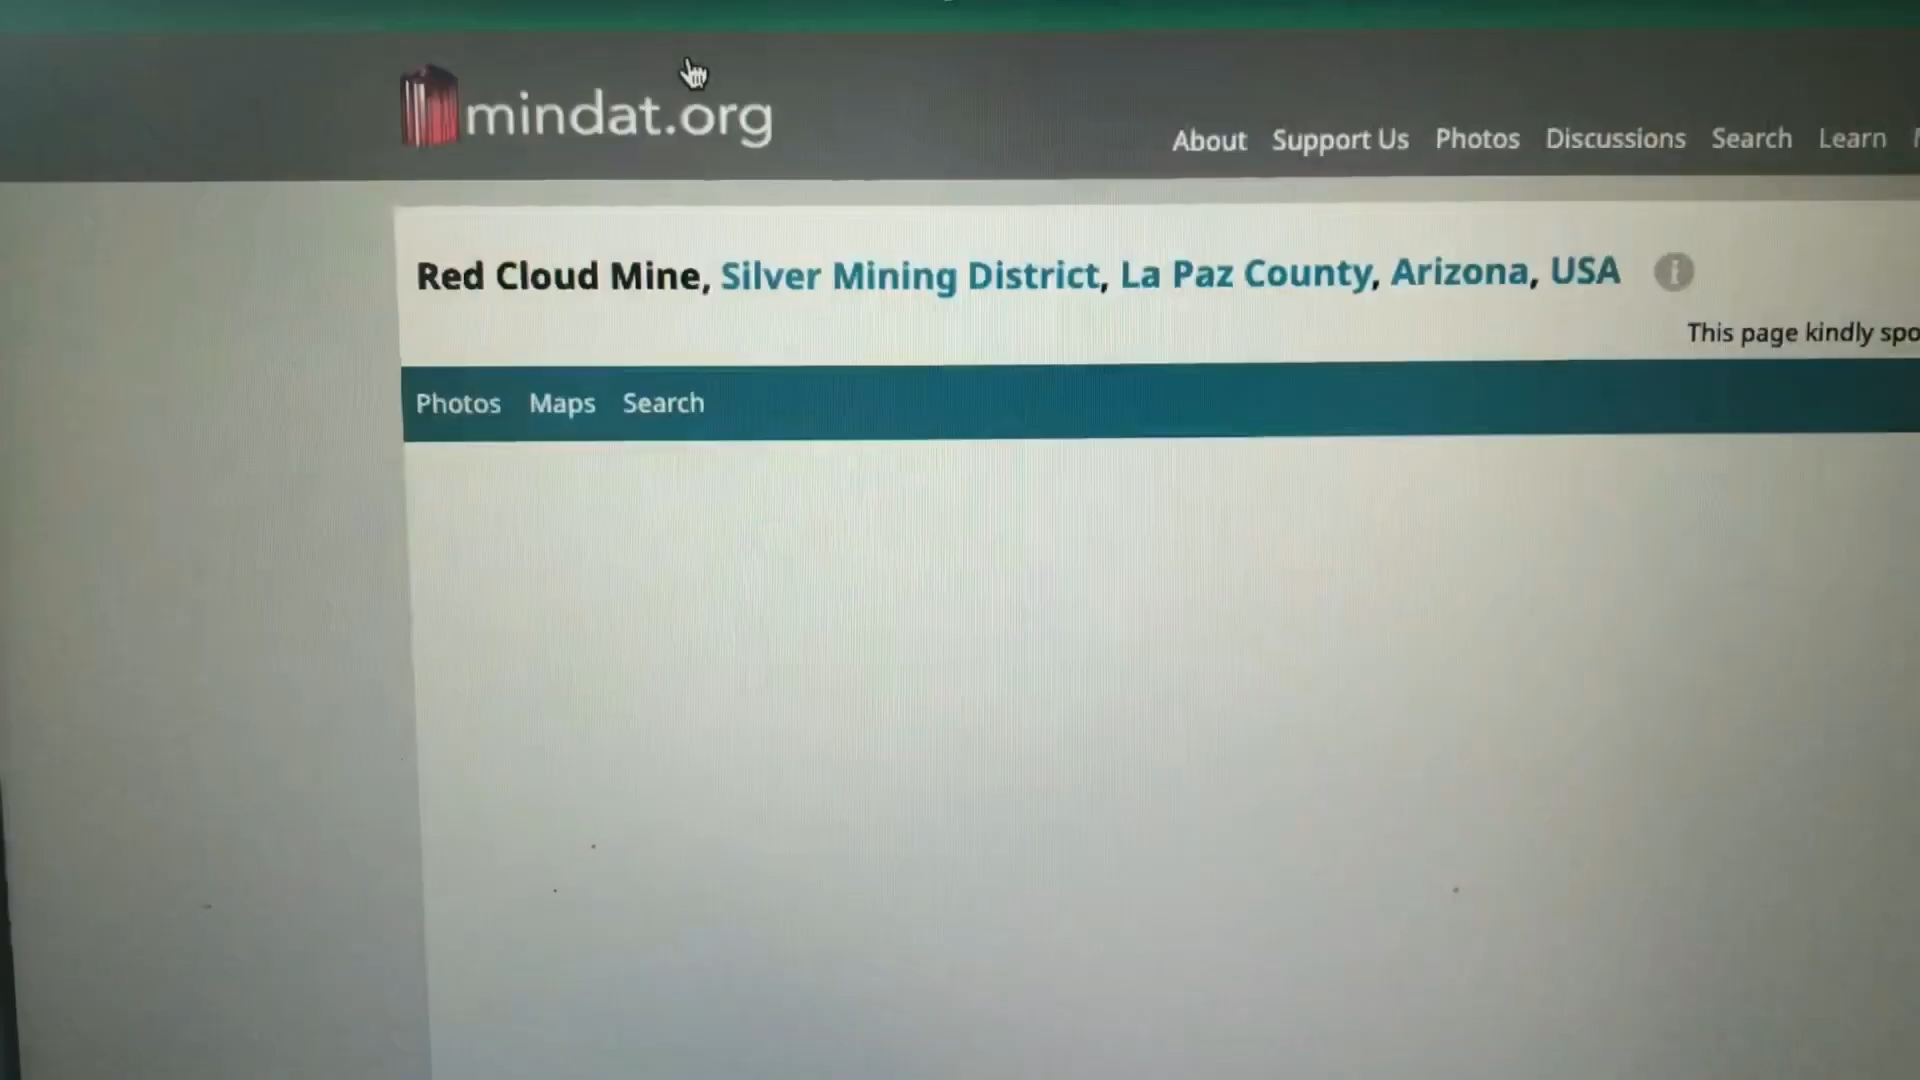 mindat.org
About Support Us Photos Discussions Search Learn
Red Cloud Mine, Silver Mining District, La Paz County, Arizona, USA
This page kindly
Photos Maps Search